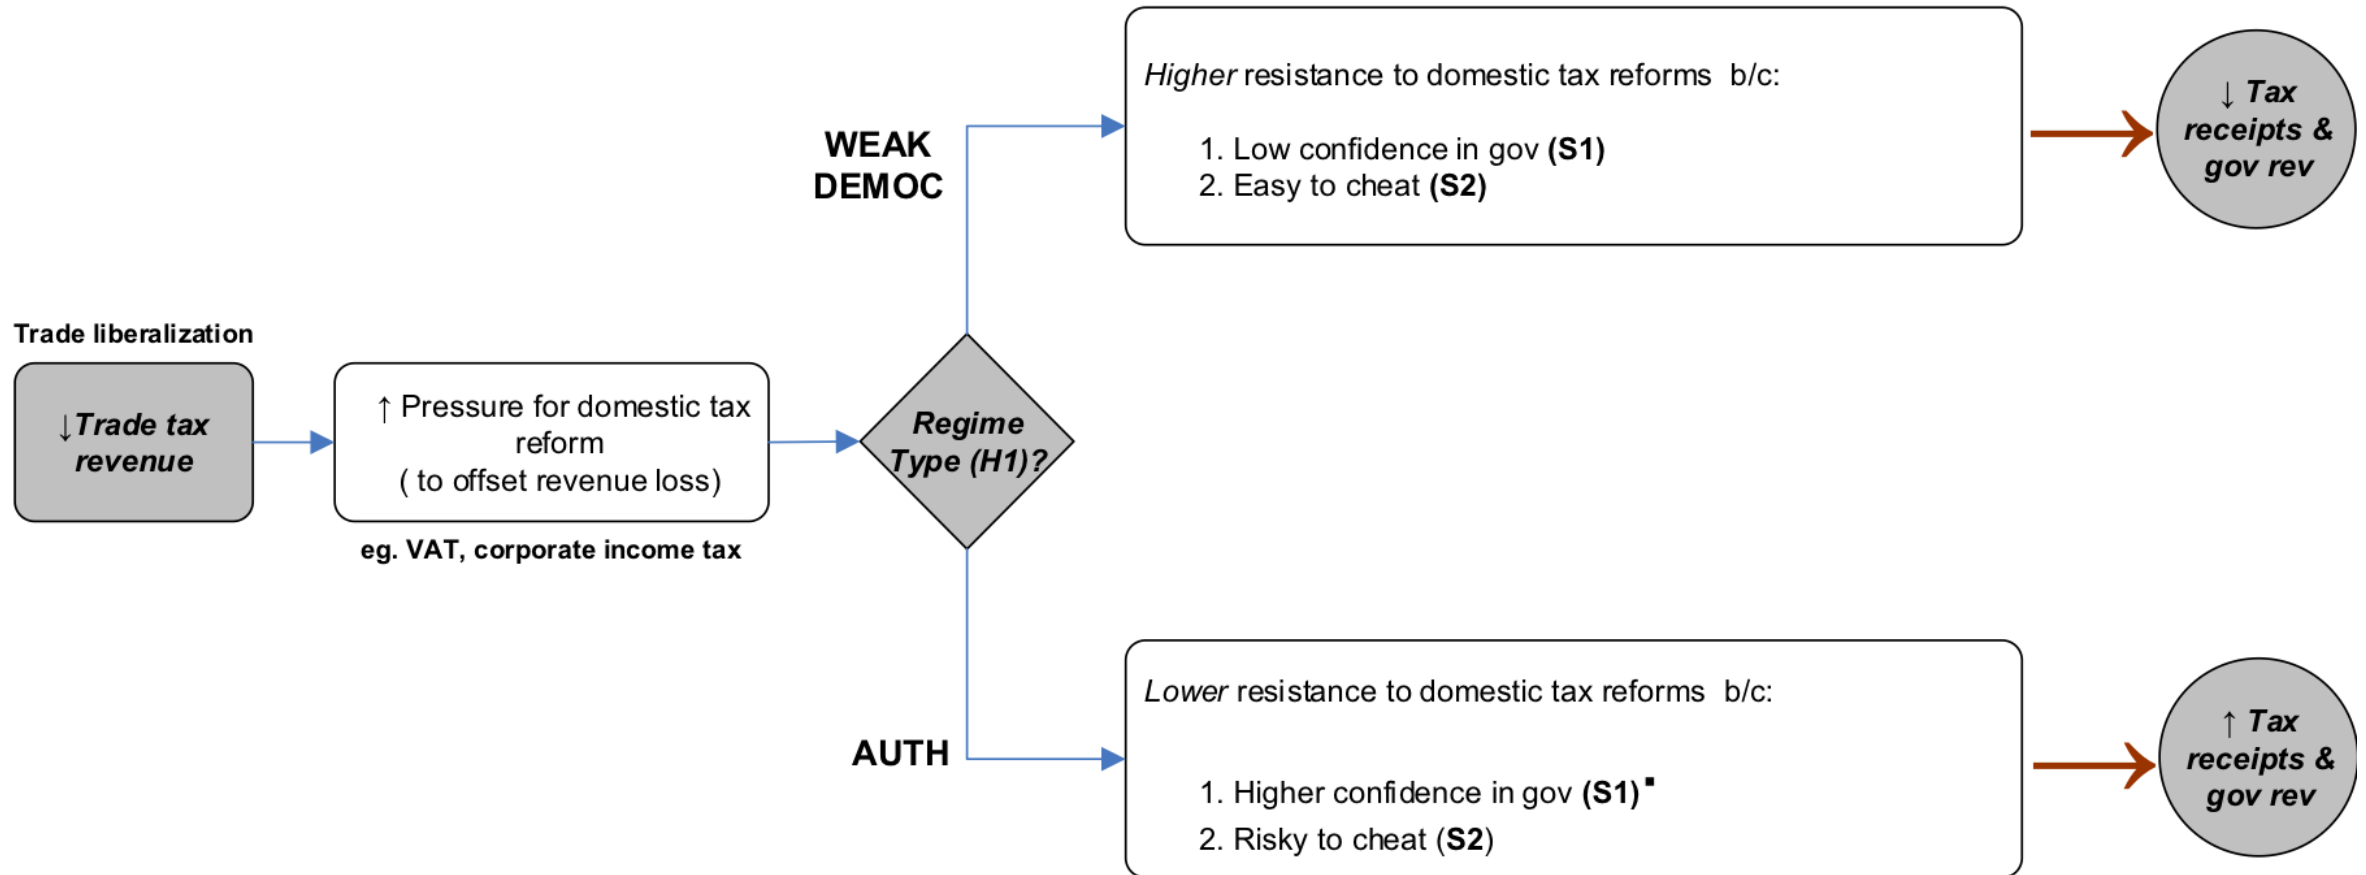 Trade liberalization
↓Trade tax
revenue
↑ Pressure for domestic tax
reform
( to offset revenue loss)
eg. VAT, corporate income tax
Regime
Type (H1)?
WEAK
DEMOC
Higher resistance to domestic tax reforms b/c:
1. Low confidence in gov (S1)
2. Easy to cheat (S2)
↓ Tax
receipts &
gov rev
AUTH
Lower resistance to domestic tax reforms b/c:
1. Higher confidence in gov (S1)▪
2. Risky to cheat (S2)
↑ Tax
receipts &
gov rev